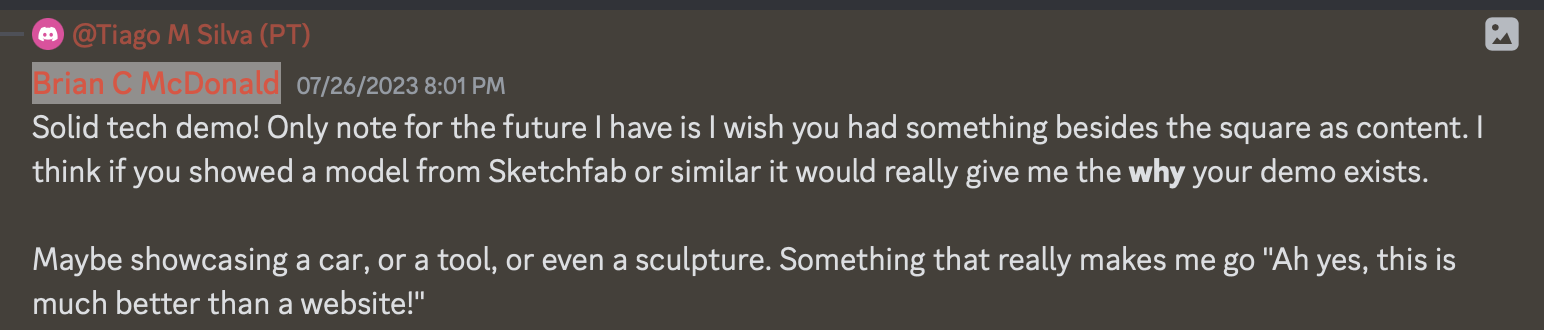 @Tiago M Silva (PT)
Brian C McDonald 07/26/2023 8:01 PM
Solid tech demo! Only note for the future I have is I wish you had something besides the square as content. I
think if you showed a model from Sketchfab or similar it would really give me the why your demo exists.
Maybe showcasing a car, or a tool, or even a sculpture. Something that really makes me go "Ah yes, this is
much better than a website!"